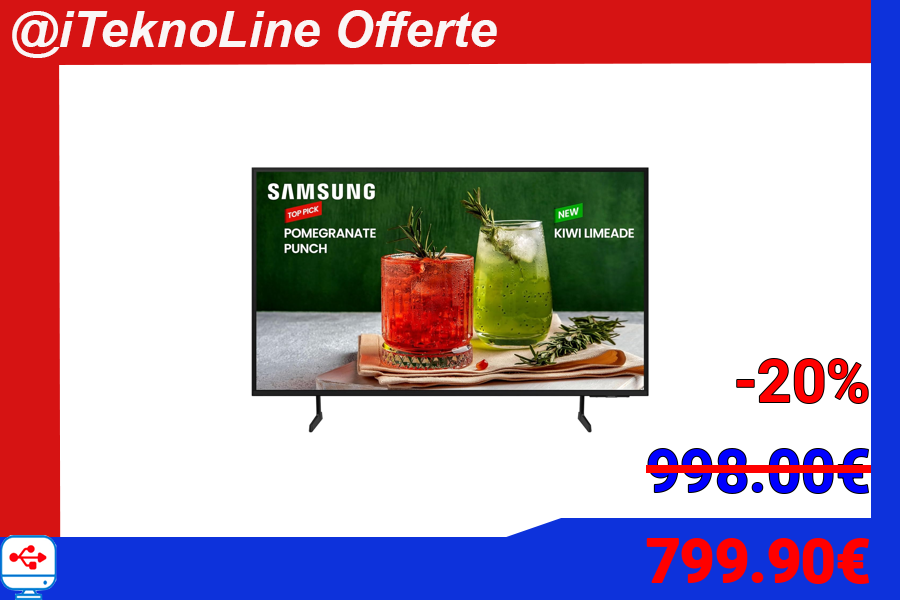 @iTeknoLine Offerte
SAMSUNG
TOP PICK
POMEGRANATE
PUNCH
NEW
KIWI LIMEADE
-20%
998.00€
799.90€